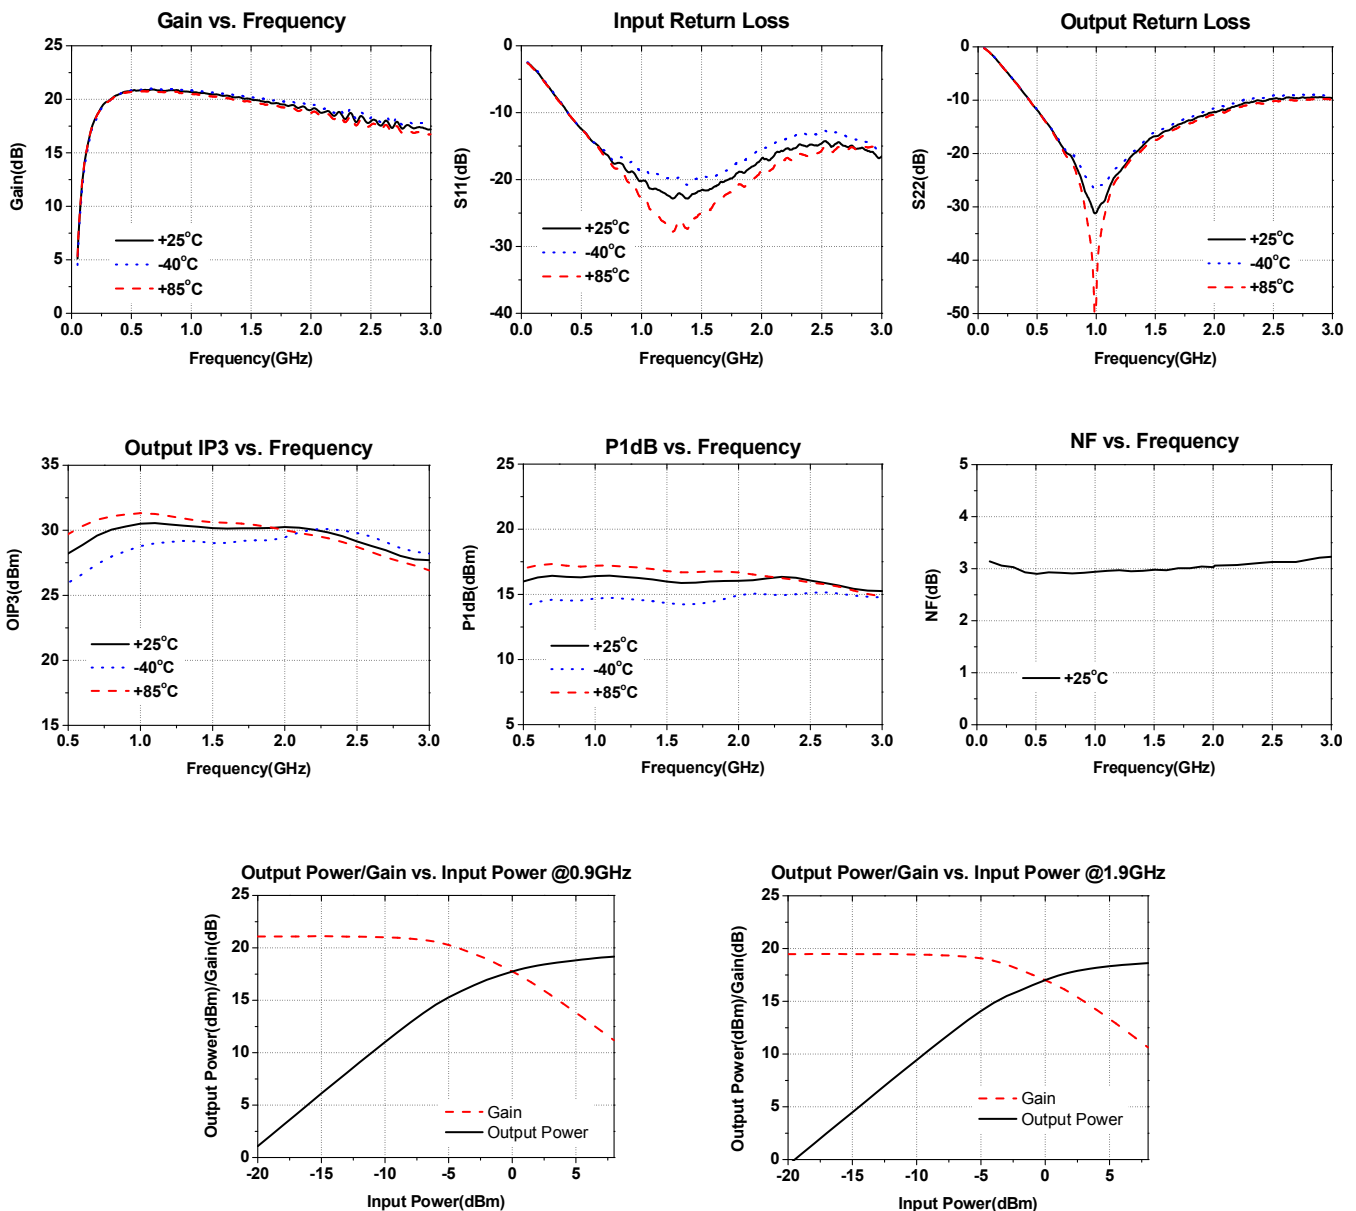 Gain vs. Frequency
25
20
15
10
5
0
Gain(dB)
+25°C
-40°C
+85°C
0.0 0.5 1.0 1.5 2.0 2.5 3.0
Frequency(GHz)
Input Return Loss
0
-10
-20
-30
-40
S11(dB)
+25°C
-40°C
+85°C
0.0 0.5 1.0 1.5 2.0 2.5 3.0
Frequency(GHz)
Output Return Loss
0
-10
-20
-30
-40
-50
S22(dB)
+25°C
-40°C
+85°C
0.0 0.5 1.0 1.5 2.0 2.5 3.0
Frequency(GHz)
Output IP3 vs. Frequency
35
30
25
20
15
OIP3(dBm)
+25°C
-40°C
+85°C
0.5 1.0 1.5 2.0 2.5 3.0
Frequency(GHz)
P1dB vs. Frequency
25
20
15
10
5
P1dB(dBm)
+25°C
-40°C
+85°C
0.5 1.0 1.5 2.0 2.5 3.0
Frequency(GHz)
NF vs. Frequency
5
4
3
2
1
0
NF(dB)
+25°C
0.0 0.5 1.0 1.5 2.0 2.5 3.0
Frequency(GHz)
Output Power/Gain vs. Input Power @0.9GHz
25
20
15
10
5
0
Output Power(dBm)/Gain(dB)
Gain
Output Power
-20 -15 -10 -5 0 5
Input Power(dBm)
Output Power/Gain vs. Input Power @1.9GHz
25
20
15
10
5
0
Output Power(dBm)/Gain(dB)
Gain
Output Power
-20 -15 -10 -5 0 5
Input Power(dBm)